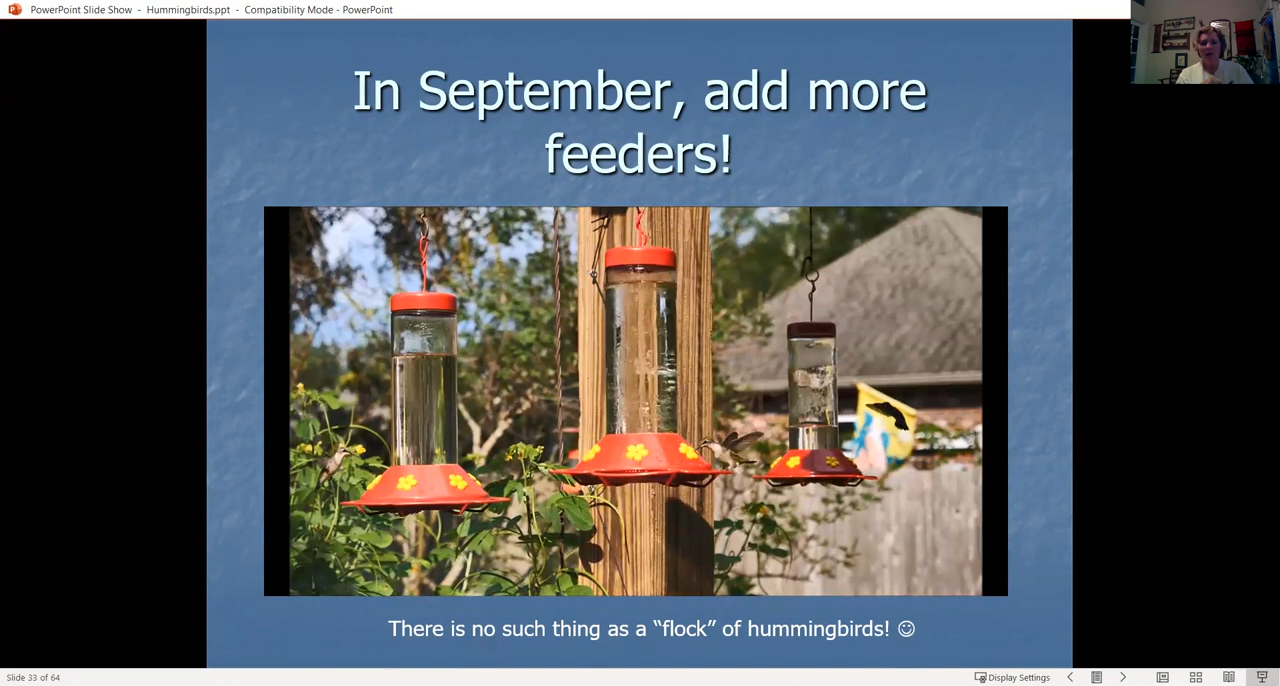 PowerPoint Slide Show - Hummingbirds.ppt - Compatibility Mode - PowerPoint
In September, add more
feeders!
There is no such thing as a “flock” of hummingbirds! ☺
Slide 33 of 64
Display Settings